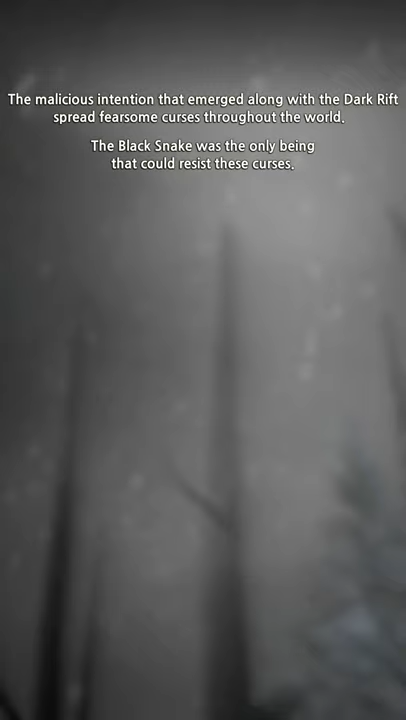 The malicious intention that emerged along with the Dark Rift
spread fearsome curses throughout the world.
The Black Snake was the only being
that could resist these curses.